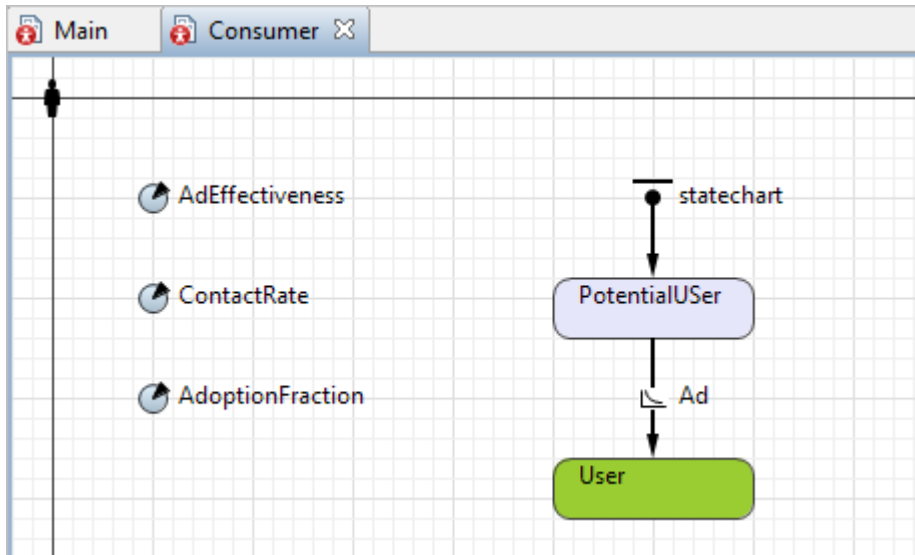 Main
Consumer
AdEffectiveness
statechart
ContactRate
PotentialUSer
AdoptionFraction
Ad
User